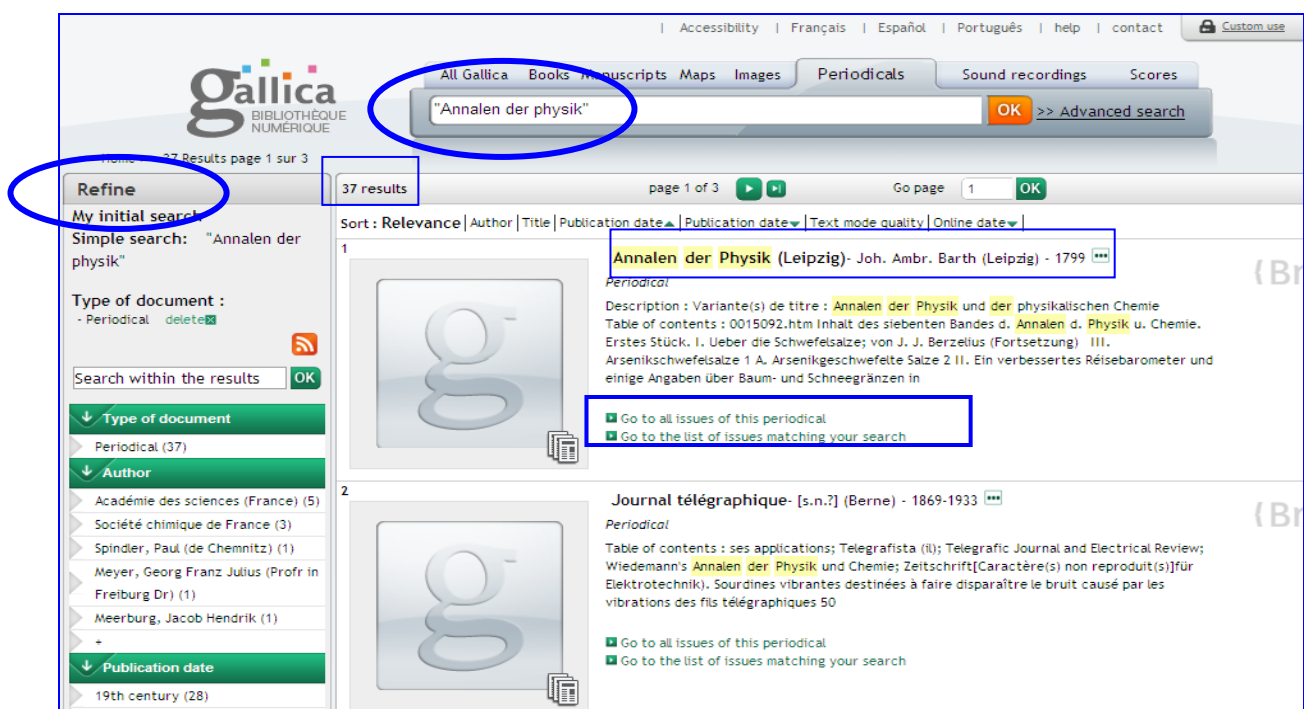 | Accessibility | Français | Español | Português | help | contact
Custom use
gallica
BIBLIOTHÈQUE
NUMÉRIQUE
All Gallica Books Manuscripts Maps Images Periodicals Sound recordings Scores
"Annalen der physik"
OK >> Advanced search
Home 37 Results page 1 sur 3
Refine
My initial search
Simple search: "Annalen der
physik"
Type of document :
- Periodical delete
Search within the results OK
Type of document
Periodical (37)
Author
Académie des sciences (France) (5)
Société chimique de France (3)
Spindler, Paul (de Chemnitz) (1)
Meyer, Georg Franz Julius (Profr in
Freiburg Dr) (1)
Meerburg, Jacob Hendrik (1)
+
Publication date
19th century (28)
37 results page 1 of 3 Go page 1 OK
Sort : Relevance | Author | Title | Publication date | Publication date | Text mode quality | Online date |
1
Annalen der Physik (Leipzig)- Joh. Ambr. Barth (Leipzig) - 1799
Periodical
Description : Variante(s) de titre : Annalen der Physik und der physikalischen Chemie
Table of contents : 0015092.htm Inhalt des siebenten Bandes d. Annalen d. Physik u. Chemie.
Erstes Stück. I. Ueber die Schwefelsalze; von J. J. Berzelius (Fortsetzung) III.
Arsenikschwefelsalze 1 A. Arsenikgeschwefelte Salze 2 II. Ein verbessertes Réisebarometer und
einige Angaben über Baum- und Schneegränzen in
Go to all issues of this periodical
Go to the list of issues matching your search
{Br
2
Journal télégraphique- [s.n.?] (Berne) - 1869-1933
Periodical
Table of contents : ses applications; Telegrafista (il); Telegrafic Journal and Electrical Review;
Wiedemann's Annalen der Physik und Chemie; Zeitschrift[Caractère(s) non reproduit(s)]für
Elektrotechnik). Sourdines vibrantes destinées à faire disparaître le bruit causé par les
vibrations des fils télégraphiques 50
Go to all issues of this periodical
Go to the list of issues matching your search
{Br